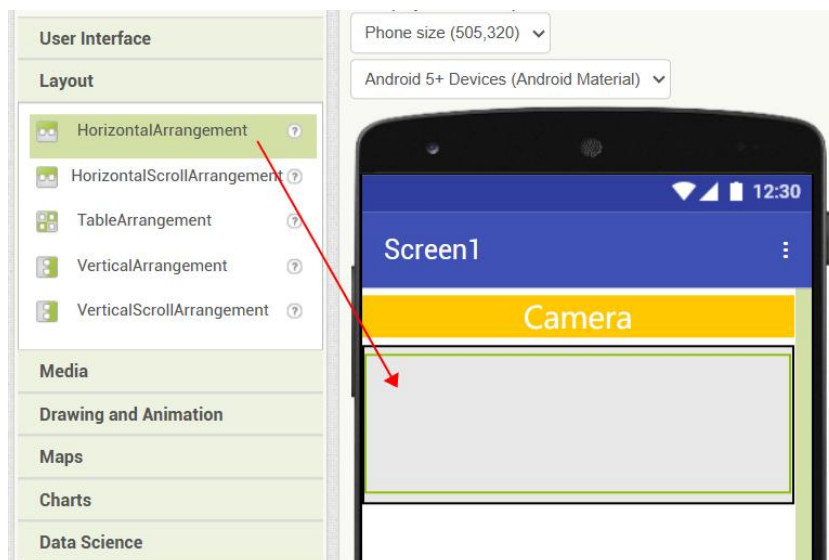 User Interface
Layout
HorizontalArrangement ?
HorizontalScrollArrangement ?
TableArrangement ?
VerticalArrangement ?
VerticalScrollArrangement ?
Media
Drawing and Animation
Maps
Charts
Data Science
Phone size (505,320)
Android 5+ Devices (Android Material)
12:30
Screen1
Camera